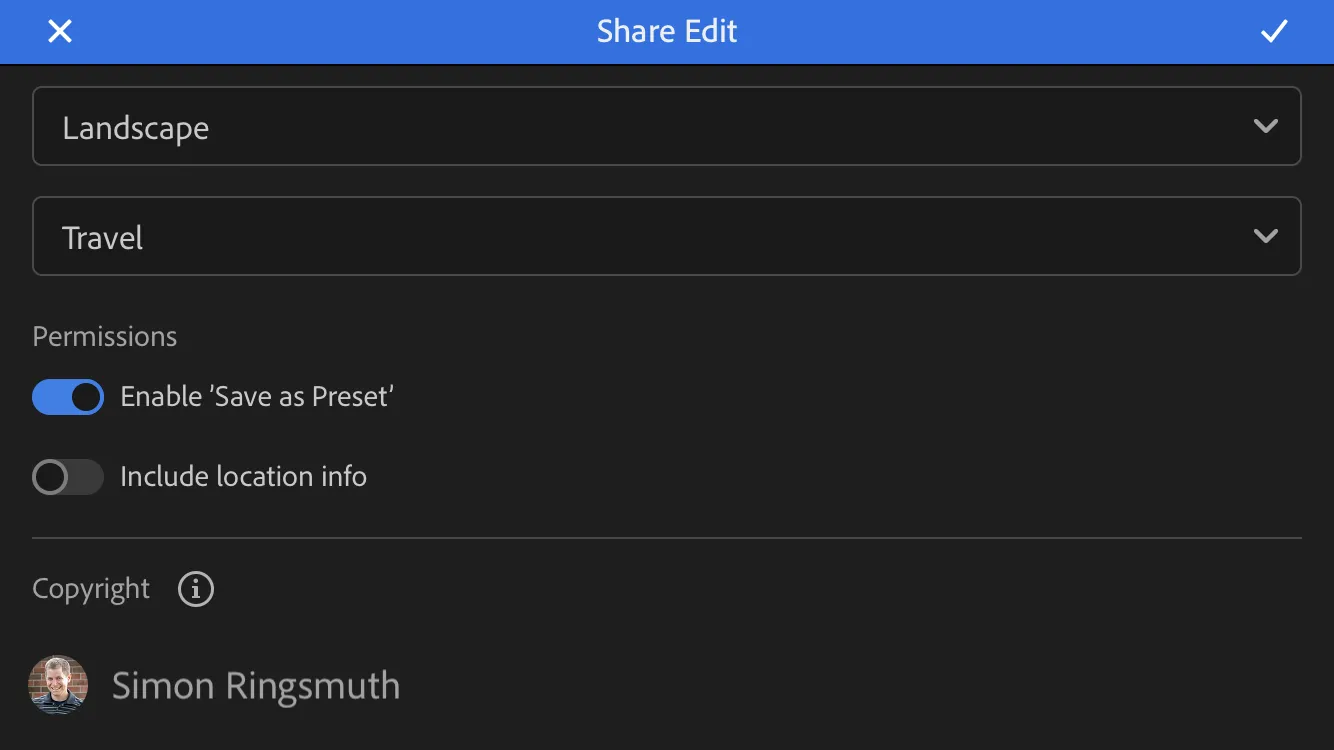 Share Edit
Landscape
Travel
Permissions
Enable ’Save as Preset’
Include location info
Copyright
Simon Ringsmuth